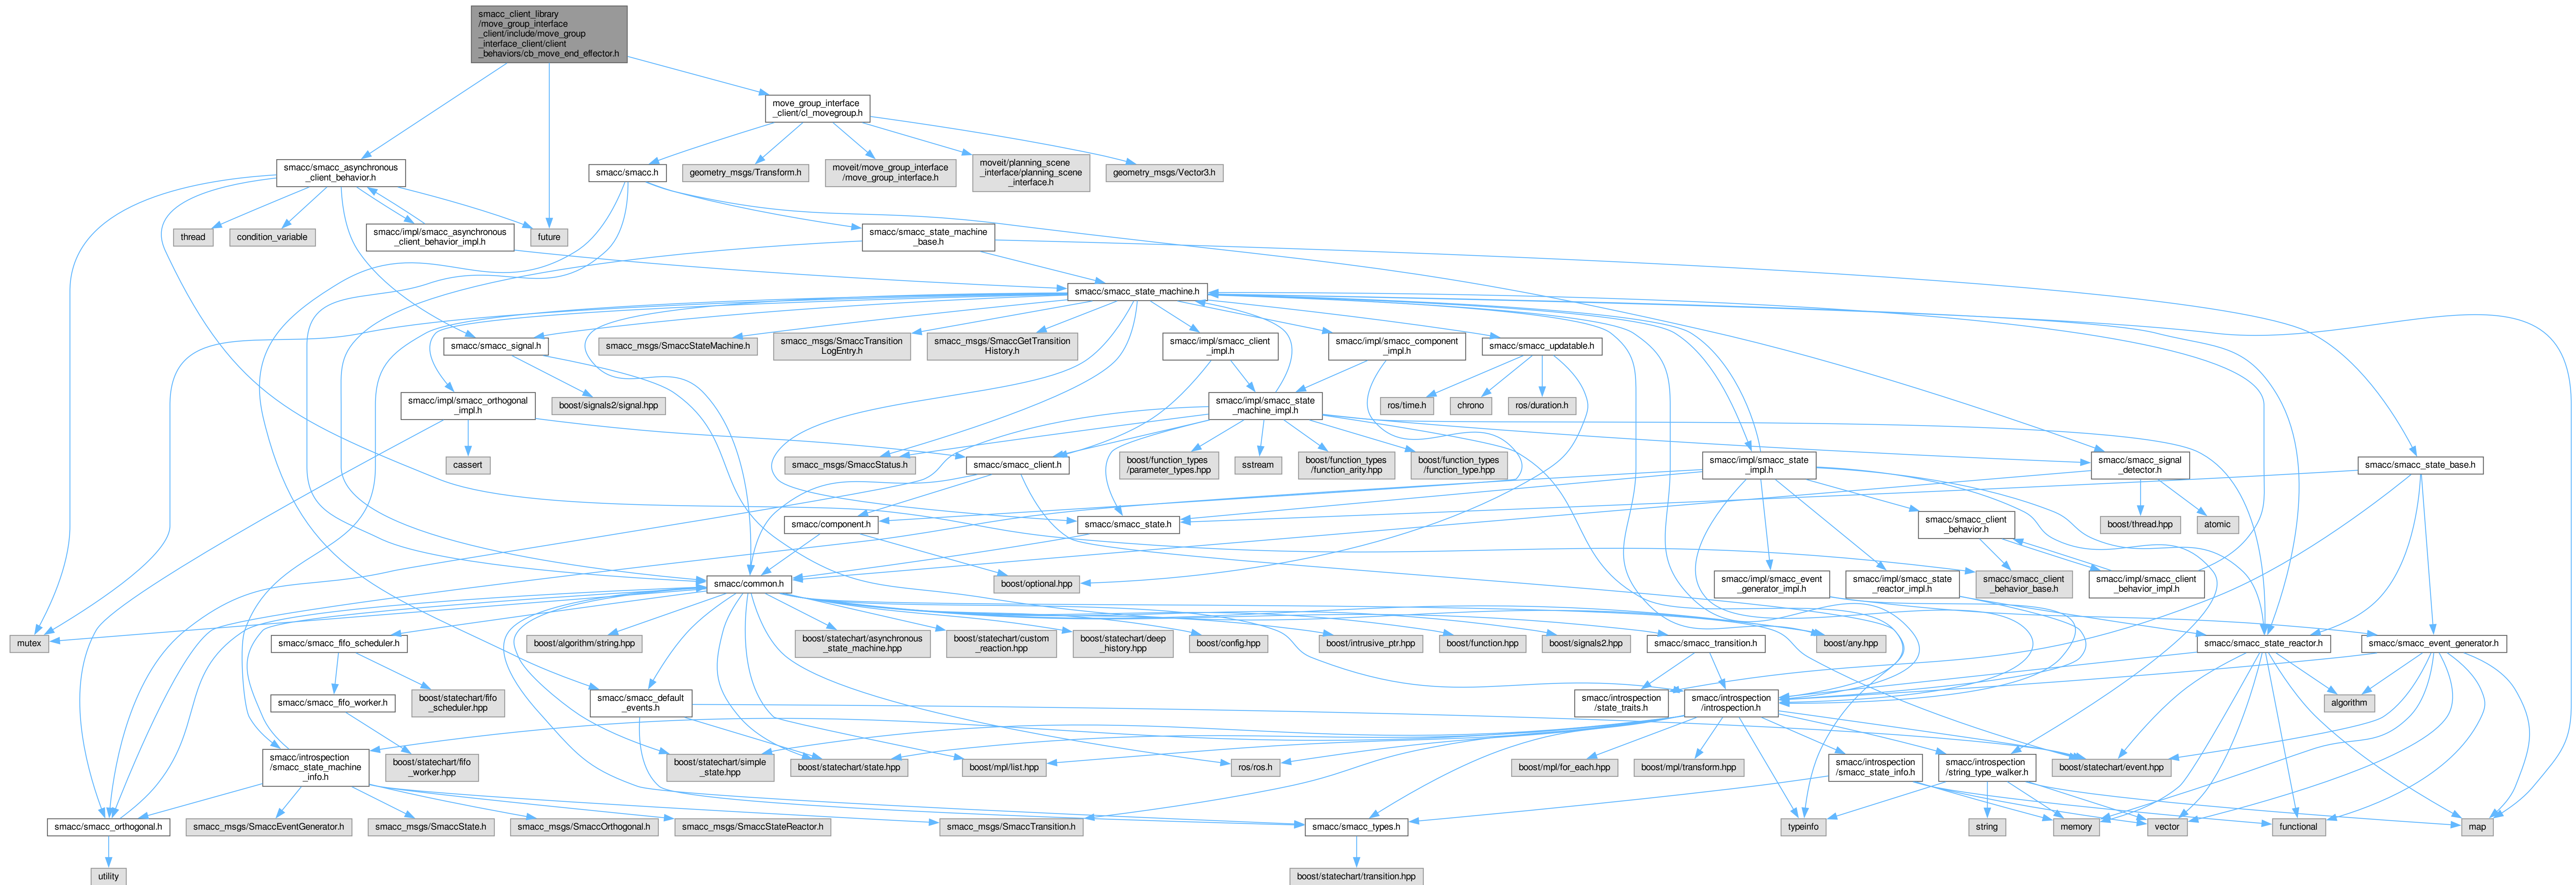 smacc_client_library
/move_group_interface
_client/include/move_group
_interface_client/client
_behaviors/cb_move_end_effector.h
move_group_interface
_client/cl_movegroup.h
smacc/smacc_asynchronous
_client_behavior.h
smacc/smacc.h
geometry_msgs/Transform.h
moveit/move_group_interface
/move_group_interface.h
moveit/planning_scene
_interface/planning_scene
_interface.h
geometry_msgs/Vector3.h
thread
condition_variable
smacc/impl/smacc_asynchronous
_client_behavior_impl.h
future
smacc/smacc_state_machine
_base.h
smacc/smacc_state_machine.h
smacc/smacc_signal.h
smacc_msgs/SmaccStateMachine.h
smacc_msgs/SmaccTransition
LogEntry.h
smacc_msgs/SmaccGetTransition
History.h
smacc/impl/smacc_client
_impl.h
smacc/impl/smacc_component
_impl.h
smacc/smacc_updatable.h
smacc/impl/smacc_orthogonal
_impl.h
boost/signals2/signal.hpp
smacc/impl/smacc_state
_machine_impl.h
ros/time.h
chrono
ros/duration.h
cassert
smacc_msgs/SmaccStatus.h
smacc/smacc_client.h
boost/function_types
/parameter_types.hpp
sstream
boost/function_types
/function_arity.hpp
boost/function_types
/function_type.hpp
smacc/impl/smacc_state
_impl.h
smacc/smacc_signal
_detector.h
smacc/smacc_state_base.h
smacc/component.h
smacc/smacc_state.h
smacc/smacc_client
_behavior.h
boost/thread.hpp
atomic
smacc/common.h
boost/optional.hpp
smacc/impl/smacc_event
_generator_impl.h
smacc/impl/smacc_state
_reactor_impl.h
smacc/smacc_client
_behavior_base.h
smacc/impl/smacc_client
_behavior_impl.h
mutex
smacc/smacc_fifo_scheduler.h
boost/algorithm/string.hpp
boost/statechart/asynchronous
_state_machine.hpp
boost/statechart/custom
_reaction.hpp
boost/statechart/deep
_history.hpp
boost/config.hpp
boost/intrusive_ptr.hpp
boost/function.hpp
boost/signals2.hpp
smacc/smacc_transition.h
boost/any.hpp
smacc/smacc_state_reactor.h
smacc/smacc_event_generator.h
smacc/smacc_fifo_worker.h
boost/statechart/fifo
_scheduler.hpp
smacc/smacc_default
_events.h
smacc/introspection
/state_traits.h
smacc/introspection
/introspection.h
algorithm
smacc/introspection
/smacc_state_machine
_info.h
boost/statechart/fifo
_worker.hpp
boost/statechart/simple
_state.hpp
boost/statechart/state.hpp
boost/mpl/list.hpp
ros/ros.h
boost/mpl/for_each.hpp
boost/mpl/transform.hpp
smacc/introspection
/smacc_state_info.h
smacc/introspection
/string_type_walker.h
boost/statechart/event.hpp
smacc/smacc_orthogonal.h
smacc_msgs/SmaccEventGenerator.h
smacc_msgs/SmaccState.h
smacc_msgs/SmaccOrthogonal.h
smacc_msgs/SmaccStateReactor.h
smacc_msgs/SmaccTransition.h
smacc/smacc_types.h
typeinfo
string
memory
vector
functional
map
utility
boost/statechart/transition.hpp